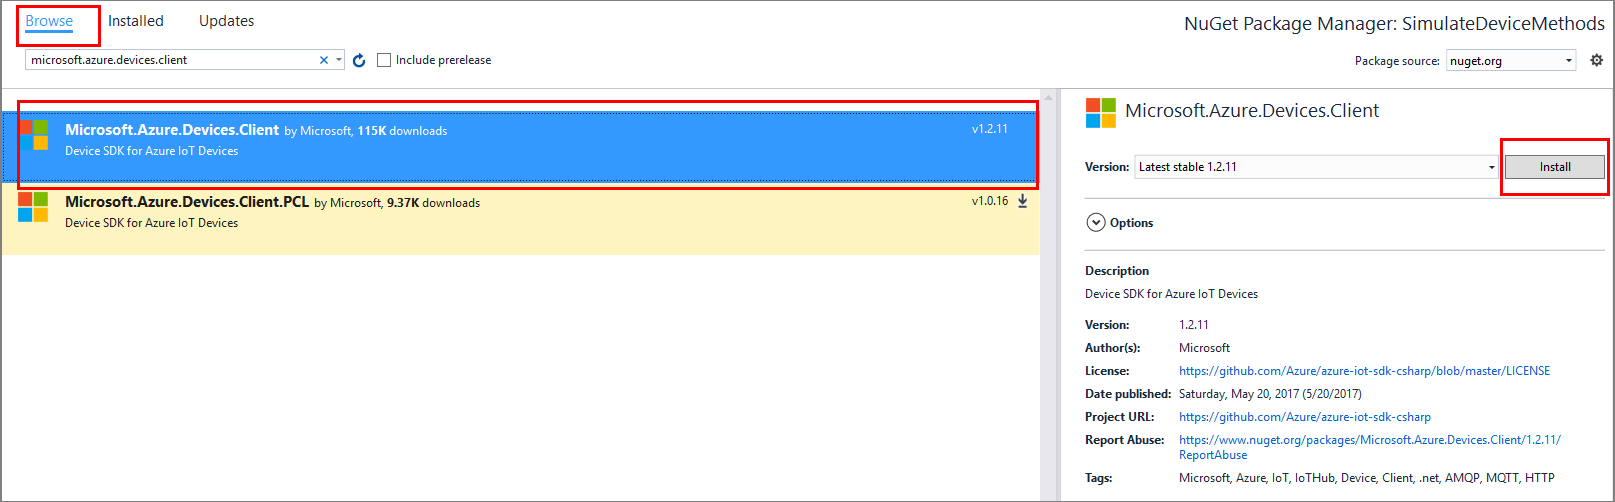 Browse Installed Updates
NuGet Package Manager: SimulateDeviceMethods
microsoft.azure.devices.client
Include prerelease
Package source: nuget.org
Microsoft.Azure.Devices.Client by Microsoft, 115K downloads v1.2.11
Device SDK for Azure IoT Devices
Microsoft.Azure.Devices.Client.PCL by Microsoft, 9.37K downloads v1.0.16
Device SDK for Azure IoT Devices
Microsoft.Azure.Devices.Client
Version: Latest stable 1.2.11 Install
Options
Description
Device SDK for Azure IoT Devices
Version: 1.2.11
Author(s): Microsoft
License: https://github.com/Azure/azure-iot-sdk-csharp/blob/master/LICENSE
Date published: Saturday, May 20, 2017 (5/20/2017)
Project URL: https://github.com/Azure/azure-iot-sdk-csharp
Report Abuse: https://www.nuget.org/packages/Microsoft.Azure.Devices.Client/1.2.11/
ReportAbuse
Tags: Microsoft, Azure, IoT, IoTHub, Device, Client, .net, AMQP, MQTT, HTTP